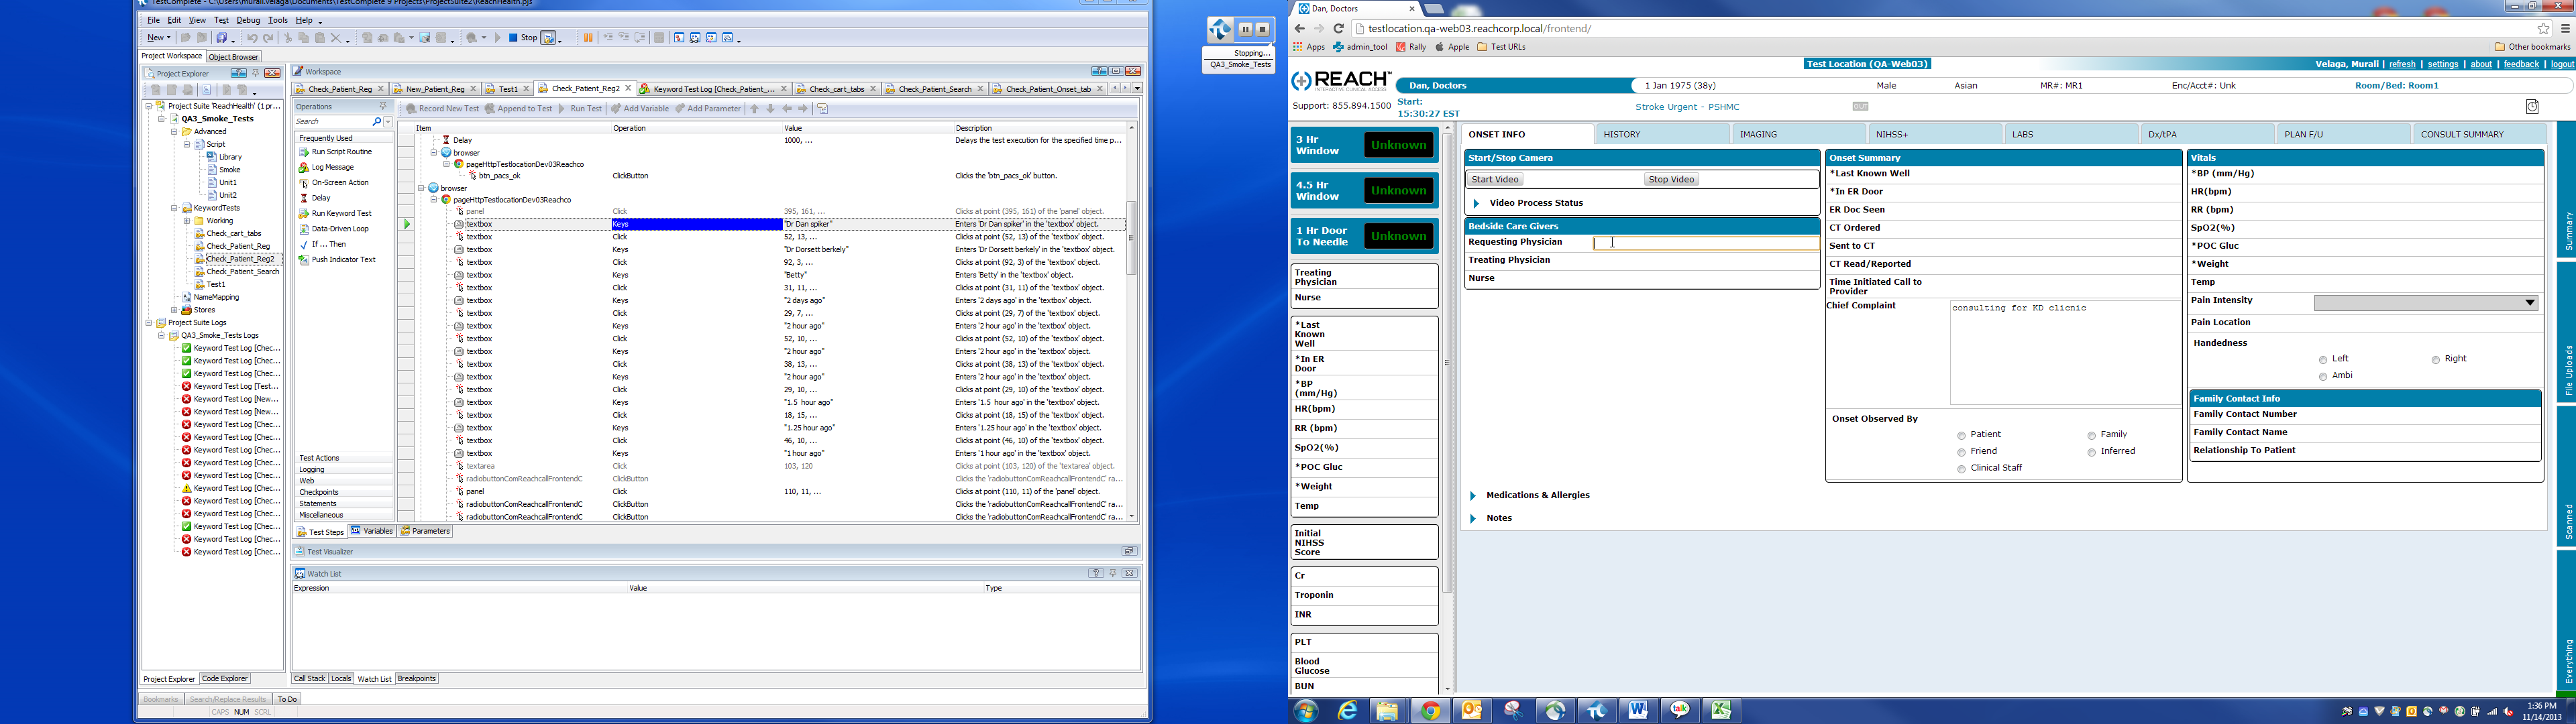 TestComplete 9 - C:\Users\murali.velaga\Documents\TestComplete 9 Projects\ProjectSuite2\ReachHealth.pjs
File Edit View Test Debug Tools Help
New Stop
Project Workspace Object Browser
Project Explorer
Project Suite 'ReachHealth' (1 pr...
QA3_Smoke_Tests
Advanced
Script
Library
Smoke
Unit1
Unit2
KeywordTests
Working
Check_cart_tabs
Check_Patient_Reg
Check_Patient_Reg2
Check_Patient_Search
Test1
NameMapping
Stores
Project Suite Logs
QA3_Smoke_Tests Logs
Keyword Test Log [Chec...
Keyword Test Log [Chec...
Keyword Test Log [Chec...
Keyword Test Log [Test...
Keyword Test Log [New...
Keyword Test Log [New...
Keyword Test Log [Chec...
Keyword Test Log [Chec...
Keyword Test Log [Chec...
Keyword Test Log [Chec...
Keyword Test Log [Chec...
Keyword Test Log [Chec...
Keyword Test Log [Chec...
Keyword Test Log [Chec...
Keyword Test Log [Chec...
Keyword Test Log [Chec...
Keyword Test Log [Chec...
Project Explorer Code Explorer
Workspace
Check_Patient_Reg New_Patient_Reg Test1 Check_Patient_Reg2 Keyword Test Log [Check_Patient_... Check_cart_tabs Check_Patient_Search Check_Patient_Onset_tab
Operations
Search
Frequently Used
Run Script Routine
Log Message
On-Screen Action
Delay
Run Keyword Test
Data-Driven Loop
If ... Then
Push Indicator Text
Test Actions
Logging
Web
Checkpoints
Statements
Miscellaneous
Record New Test Append to Test Run Test Add Variable Add Parameter
Item Operation Value Description
Delay 1000, ... Delays the test execution for the specified time p...
browser
pageHttpTestlocationDev03Reachco
btn_pacs_ok ClickButton Clicks the 'btn_pacs_ok' button.
browser
pageHttpTestlocationDev03Reachco
panel Click 395, 161, ... Clicks at point (395, 161) of the 'panel' object.
textbox Keys "Dr Dan spiker" Enters 'Dr Dan spiker' in the 'textbox' object.
textbox Click 52, 13, ... Clicks at point (52, 13) of the 'textbox' object.
textbox Keys "Dr Dorsett berkely" Enters 'Dr Dorsett berkely' in the 'textbox' object.
textbox Click 92, 3, ... Clicks at point (92, 3) of the 'textbox' object.
textbox Keys "Betty" Enters 'Betty' in the 'textbox' object.
textbox Click 31, 11, ... Clicks at point (31, 11) of the 'textbox' object.
textbox Keys "2 days ago" Enters '2 days ago' in the 'textbox' object.
textbox Click 29, 7, ... Clicks at point (29, 7) of the 'textbox' object.
textbox Keys "2 hour ago" Enters '2 hour ago' in the 'textbox' object.
textbox Click 52, 10, ... Clicks at point (52, 10) of the 'textbox' object.
textbox Keys "2 hour ago" Enters '2 hour ago' in the 'textbox' object.
textbox Click 38, 13, ... Clicks at point (38, 13) of the 'textbox' object.
textbox Keys "2 hour ago" Enters '2 hour ago' in the 'textbox' object.
textbox Click 29, 10, ... Clicks at point (29, 10) of the 'textbox' object.
textbox Keys "1.5 hour ago" Enters '1.5 hour ago' in the 'textbox' object.
textbox Click 18, 15, ... Clicks at point (18, 15) of the 'textbox' object.
textbox Keys "1.25 hour ago" Enters '1.25 hour ago' in the 'textbox' object.
textbox Click 46, 10, ... Clicks at point (46, 10) of the 'textbox' object.
textbox Keys "1 hour ago" Enters '1 hour ago' in the 'textbox' object.
textarea Click 103, 120 Clicks at point (103, 120) of the 'textarea' object.
radiobuttonComReachcallFrontendC ClickButton Clicks the 'radiobuttonComReachcallFrontendC' ra...
panel Click 110, 11, ... Clicks at point (110, 11) of the 'panel' object.
radiobuttonComReachcallFrontendC ClickButton Clicks the 'radiobuttonComReachcallFrontendC' ra...
radiobuttonComReachcallFrontendC ClickButton Clicks the 'radiobuttonComReachcallFrontendC' ra...
Test Steps Variables Parameters
Test Visualizer
Watch List
Expression Value Type
Call Stack Locals Watch List Breakpoints
Bookmarks Search/Replace Results To Do
CAPS NUM SCRL
Stopping...
QA3_Smoke_Tests
Dan, Doctors
testlocation.qa-web03.reachcorp.local/frontend/
Apps admin_tool Rally Apple Test URLs Other bookmarks
Test Location (QA-Web03)
Velaga, Murali | refresh | settings | about | feedback | logout
REACH
INTERACTIVE CLINICAL ACCESS
Dan, Doctors 1 Jan 1975 (38y) Male Asian MR#: MR1 Enc/Acct#: Unk Room/Bed: Room1
Support: 855.894.1500 Start:
15:30:27 EST
Stroke Urgent - PSHMC OUT
3 Hr
Window
Unknown
4.5 Hr
Window
Unknown
1 Hr Door
To Needle
Unknown
Treating
Physician
Nurse
*Last
Known
Well
*In ER
Door
*BP
(mm/Hg)
HR(bpm)
RR (bpm)
SpO2(%)
*POC Gluc
*Weight
Temp
Initial
NIHSS
Score
Cr
Troponin
INR
PLT
Blood
Glucose
BUN
ONSET INFO HISTORY IMAGING NIHSS+ LABS Dx/tPA PLAN F/U CONSULT SUMMARY
Start/Stop Camera
Start Video Stop Video
Video Process Status
Bedside Care Givers
Requesting Physician
Treating Physician
Nurse
Medications & Allergies
Notes
Onset Summary
*Last Known Well
*In ER Door
ER Doc Seen
CT Ordered
Sent to CT
CT Read/Reported
Time Initiated Call to
Provider
Chief Complaint consulting for KD clicnic
Onset Observed By
Patient Family
Friend Inferred
Clinical Staff
Vitals
*BP (mm/Hg)
HR(bpm)
RR (bpm)
SpO2(%)
*POC Gluc
*Weight
Temp
Pain Intensity
Pain Location
Handedness
Left Right
Ambi
Family Contact Info
Family Contact Number
Family Contact Name
Relationship To Patient
Summary
File Uploads
Scanned
Everything
talk
1:36 PM
11/14/2013